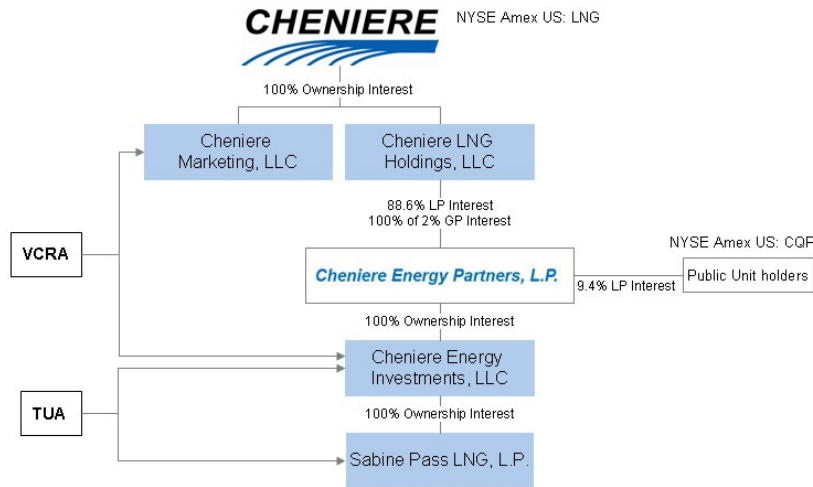 CHENIERE
NYSE Amex US: LNG
100% Ownership Interest
Cheniere
Marketing, LLC
Cheniere LNG
Holdings, LLC
88.6% LP Interest
100% of 2% GP Interest
VCRA
NYSE Amex US: CQP
Cheniere Energy Partners, L.P.
9.4% LP Interest
Public Unit holders
100% Ownership Interest
Cheniere Energy
Investments, LLC
TUA
100% Ownership Interest
Sabine Pass LNG, L.P.